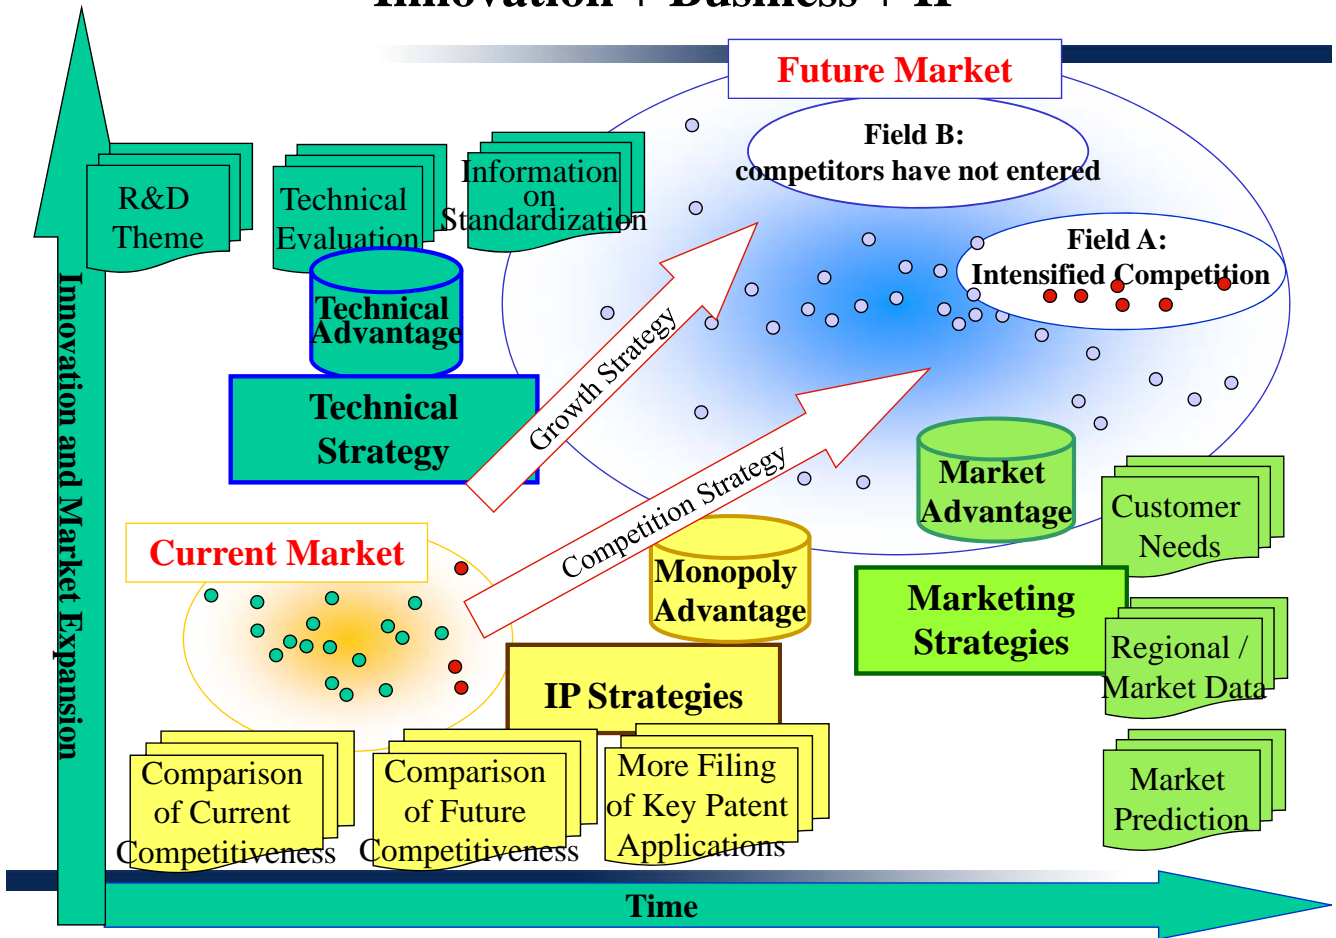 Innovation + Business + IP
Future Market
Field B:
competitors have not entered
Field A:
Intensified Competition
R&D
Theme
Technical
Evaluation
Information
on
Standardization
Technical
Advantage
Technical
Strategy
Growth Strategy
Competition Strategy
Innovation and Market Expansion
Current Market
Market
Advantage
Monopoly
Advantage
Marketing
Strategies
IP Strategies
Customer
Needs
Regional /
Market Data
Market
Prediction
Comparison
of Current
Competitiveness
Comparison
of Future
Competitiveness
More Filing
of Key Patent
Applications
Time